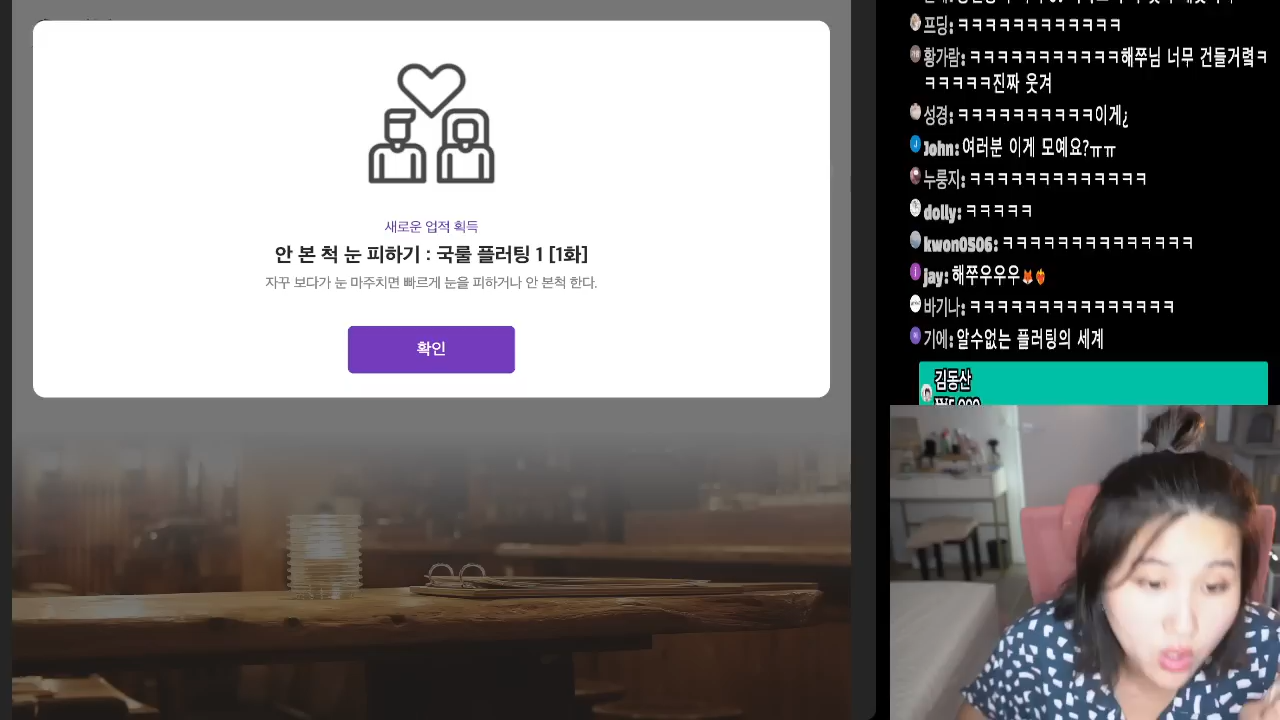 새로운 업적 획득
안 본 척 눈 피하기 : 국룰 플러팅 1 [1화]
자꾸 보다가 눈 마주치면 빠르게 눈을 피하거나 안 본척 한다.
확인
프딩: ㅋㅋㅋㅋㅋㅋㅋㅋㅋㅋㅋㅋ
황가람: ㅋㅋㅋㅋㅋㅋㅋㅋㅋㅋㅋ해쭈님 너무 건들거렼ㅋ
ㅋㅋㅋㅋㅋ진짜 웃겨
성경: ㅋㅋㅋㅋㅋㅋㅋㅋㅋㅋ이게¿
John: 여러분 이게 모예요?ㅠㅠ
누룽지: ㅋㅋㅋㅋㅋㅋㅋㅋㅋㅋㅋㅋㅋ
dolly: ㅋㅋㅋㅋㅋ
kwon0506: ㅋㅋㅋㅋㅋㅋㅋㅋㅋㅋㅋㅋㅋㅋ
jay: 해쭈우우우🦊❤️‍🔥
바기나: ㅋㅋㅋㅋㅋㅋㅋㅋㅋㅋㅋㅋㅋㅋㅋ
기에: 알수없는 플러팅의 세계
김동산
₩5,000